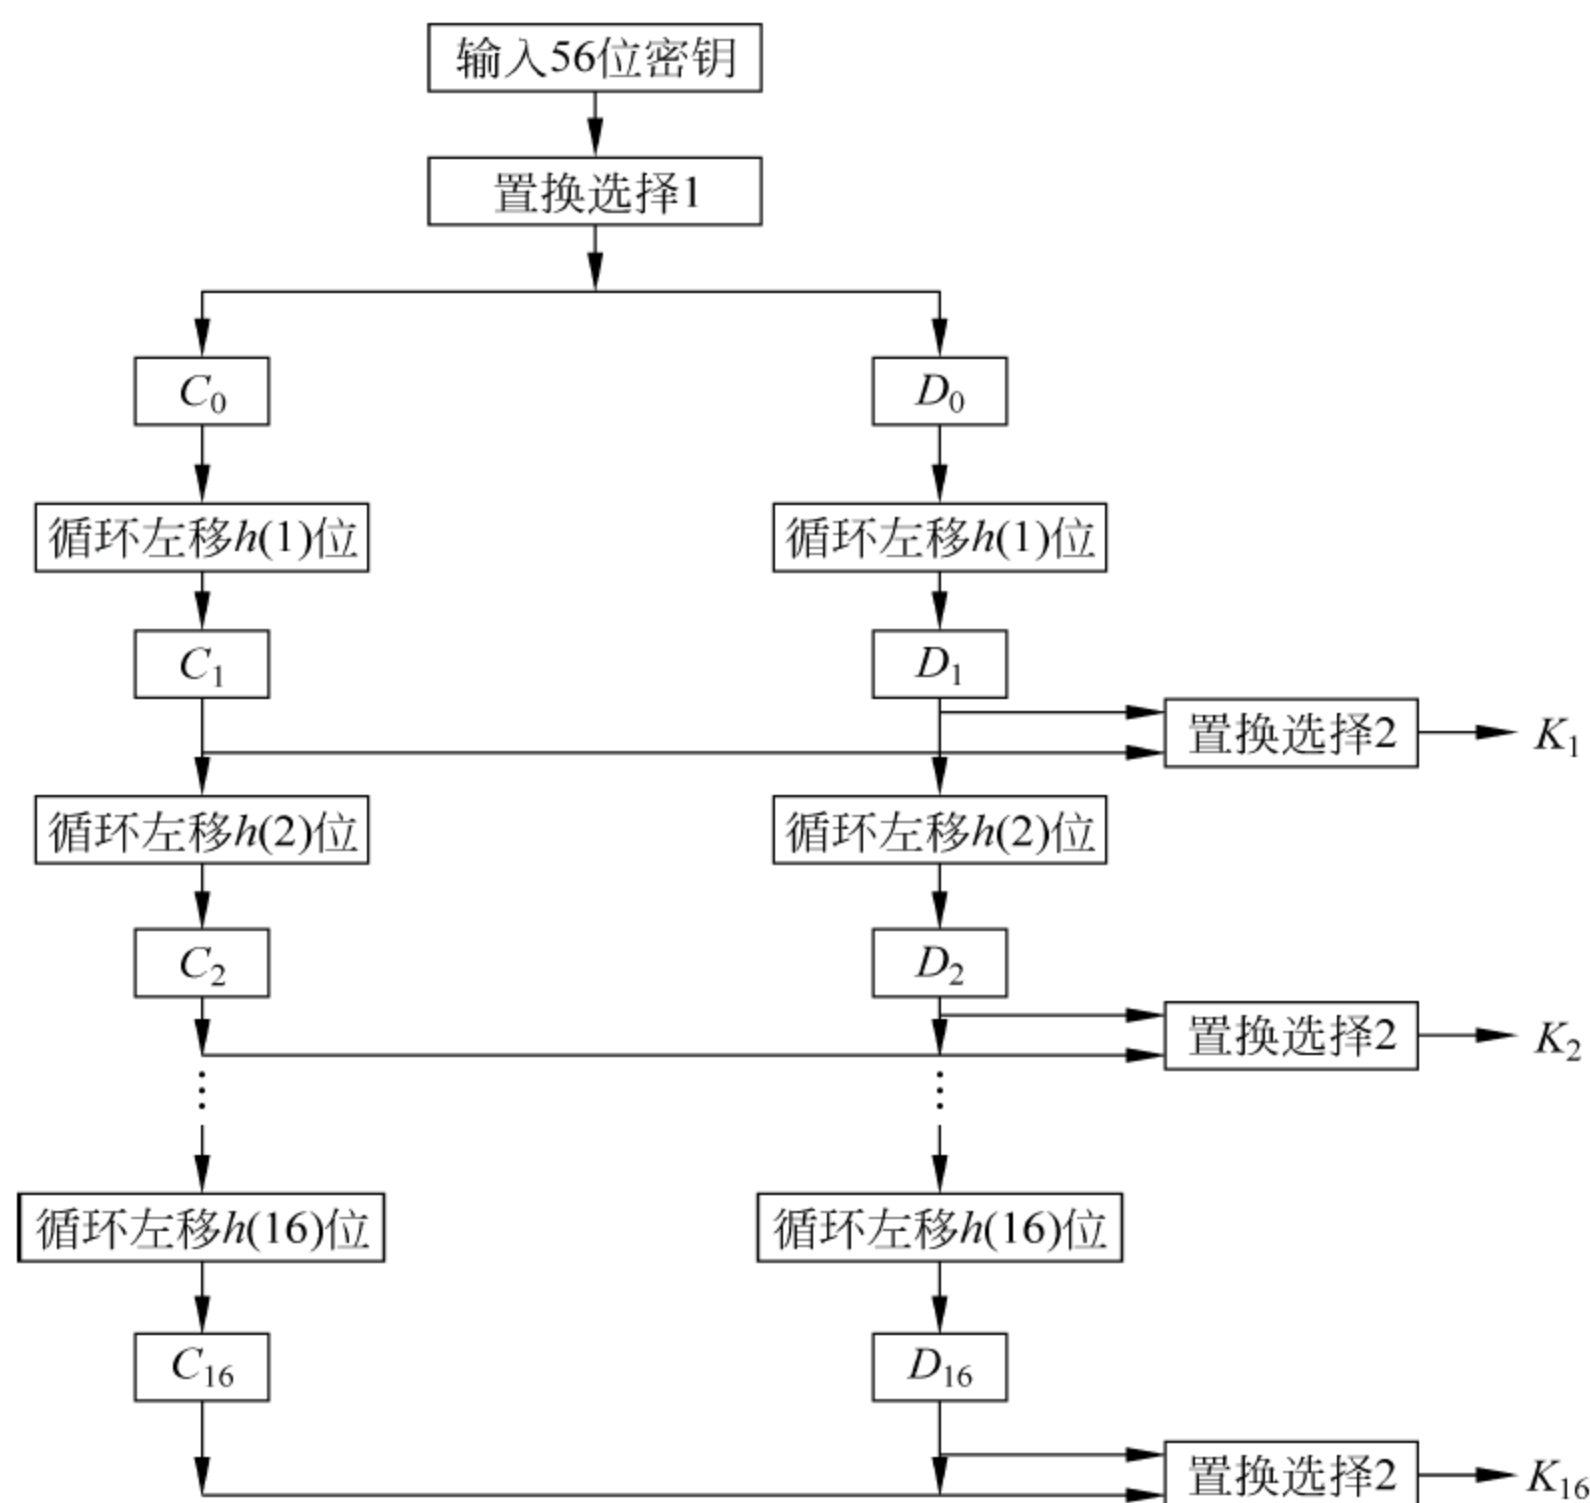 输入56位密钥
置换选择1
C₀ D₀
循环左移h(1)位 循环左移h(1)位
C₁ D₁
置换选择2 K₁
循环左移h(2)位 循环左移h(2)位
C₂ D₂
置换选择2 K₂
⋮ ⋮
循环左移h(16)位 循环左移h(16)位
C₁₆ D₁₆
置换选择2 K₁₆